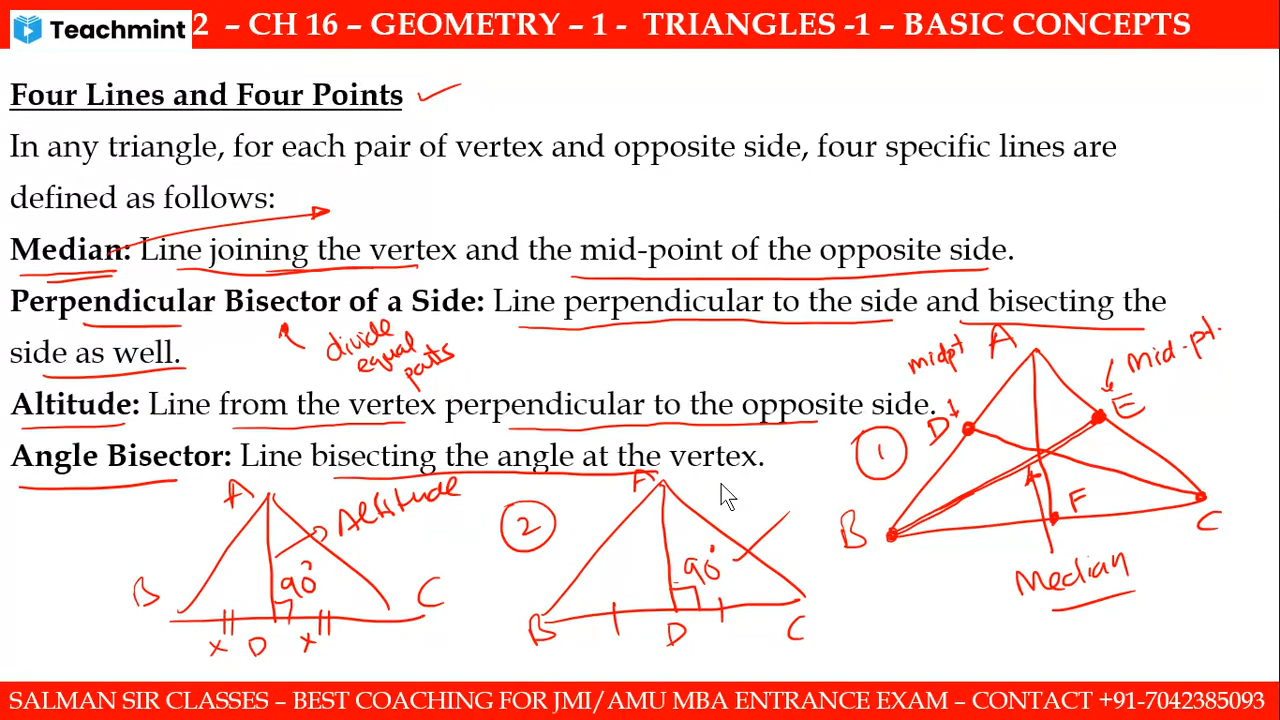 Teachmint
2 – CH 16 – GEOMETRY – 1 - TRIANGLES -1 – BASIC CONCEPTS
Four Lines and Four Points
In any triangle, for each pair of vertex and opposite side, four specific lines are
defined as follows:
Median: Line joining the vertex and the mid-point of the opposite side.
Perpendicular Bisector of a Side: Line perpendicular to the side and bisecting the
side as well.
divide
equal
parts
Altitude: Line from the vertex perpendicular to the opposite side.
Angle Bisector: Line bisecting the angle at the vertex.
A Altitude
90°
B C
x D x
2
A
90°
B D C
1
midpt A Mid-pt.
D E
F
B C
Median
SALMAN SIR CLASSES – BEST COACHING FOR JMI/AMU MBA ENTRANCE EXAM – CONTACT +91-7042385093